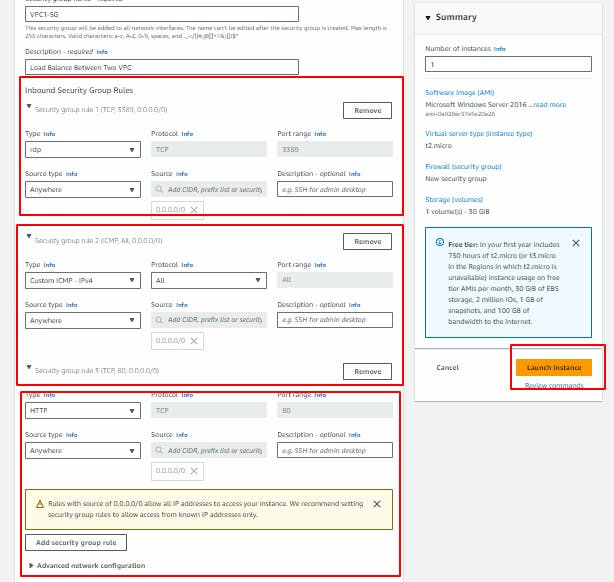 Security group name - required
VPC1-SG
This security group will be added to all network interfaces. The name can't be edited after the security group is created. Max length is
255 characters. Valid characters: a-z, A-Z, 0-9, spaces, and
Description - required Info
Load Balance Between Two VPC
Inbound Security Group Rules
Security group rule 1 (TCP, 3389, 0.0.0.0/0)
Remove
Type Info
Protocol Info
Port range Info
rdp
TCP
3389
Source type Info
Source Info
Description - optional Info
Anywhere
Add CIDR, prefix list or security
e.g. SSH for admin desktop
0.0.0.0/0
Security group rule 2 (ICMP, All, 0.0.0.0/0)
Remove
Type Info
Protocol Info
Port range Info
Custom ICMP - IPv4
All
All
Source type Info
Source Info
Description - optional Info
Anywhere
Add CIDR, prefix list or security
e.g. SSH for admin desktop
0.0.0.0/0
Security group rule 3 (TCP, 80, 0.0.0.0/0)
Remove
Type Info
Protocol Info
Port range Info
HTTP
TCP
80
Source type Info
Source Info
Description - optional Info
Anywhere
Add CIDR, prefix list or security
e.g. SSH for admin desktop
0.0.0.0/0
Rules with source of 0.0.0.0/0 allow all IP addresses to access your instance. We recommend setting
security group rules to allow access from known IP addresses only.
Add security group rule
Advanced network configuration
Summary
Number of instances Info
1
Software Image (AMI)
Microsoft Windows Server 2016 ...read more
Virtual server type (instance type)
t2.micro
Firewall (security group)
New security group
Storage (volumes)
1 volume(s) - 30 GiB
Free tier: In your first year includes
750 hours of t2.micro (or t3.micro
in the Regions in which t2.micro is
unavailable) instance usage on free
tier AMIs per month, 30 GiB of EBS
storage, 2 million IOs, 1 GB of
snapshots, and 100 GB of
bandwidth to the internet.
Cancel
Launch instance
Review commands